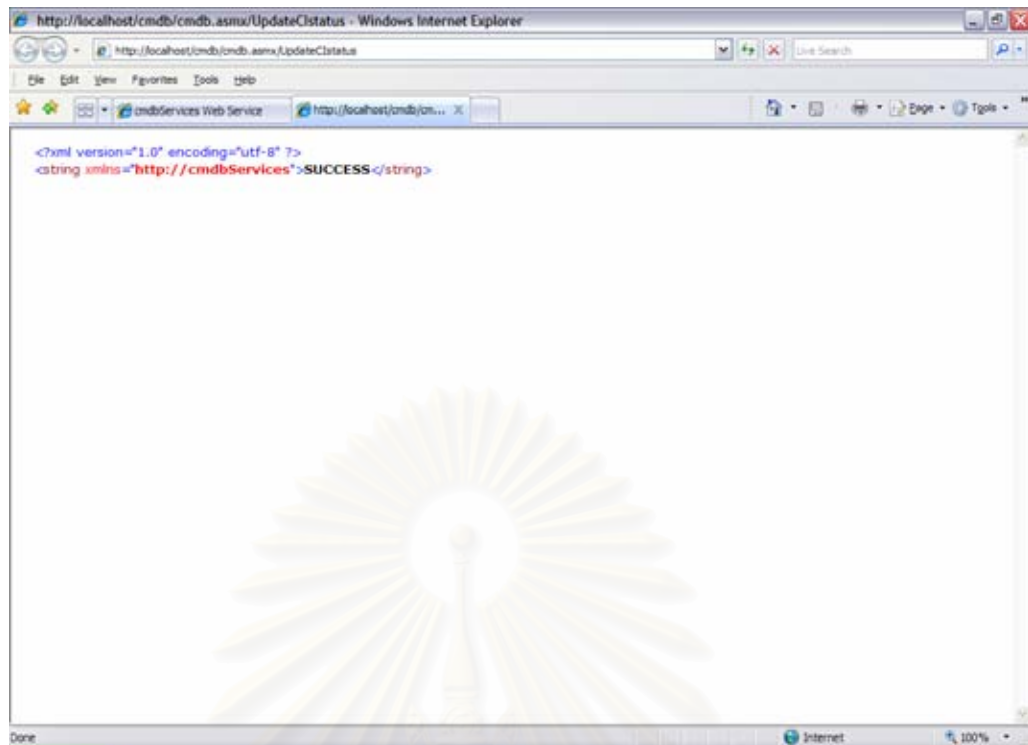 http://localhost/cmdb/cmdb.asmx/UpdateCIstatus - Windows Internet Explorer
http://localhost/cmdb/cmdb.asmx/UpdateCIstatus
Live Search
File Edit View Favorites Tools Help
cmdbServices Web Service
http://localhost/cmdb/cm...
Page
Tools
<?xml version="1.0" encoding="utf-8" ?>
<string xmlns="http://cmdbServices">SUCCESS</string>
Done
Internet
100%